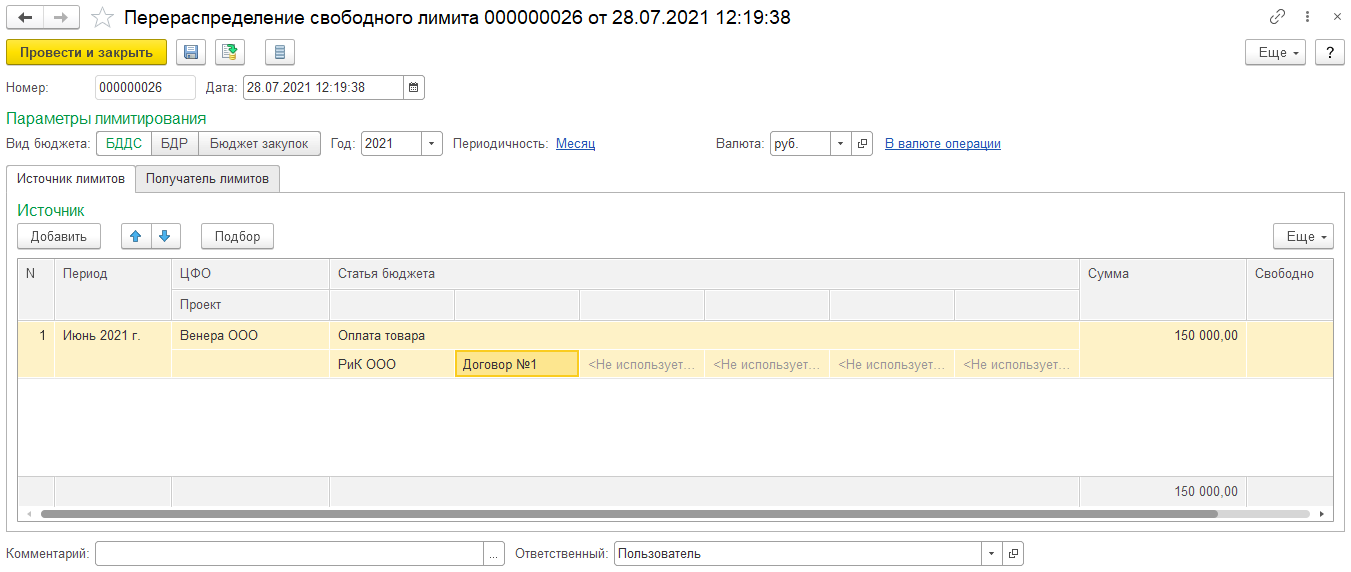 Перераспределение свободного лимита 000000026 от 28.07.2021 12:19:38
Провести и закрыть Еще ?
Номер: 000000026 Дата: 28.07.2021 12:19:38
Параметры лимитирования
Вид бюджета: БДДС БДР Бюджет закупок Год: 2021 Периодичность: Месяц Валюта: руб. В валюте операции
Источник лимитов Получатель лимитов
Источник
Добавить Подбор Еще
N Период ЦФО Статья бюджета Сумма Свободно
Проект
1 Июнь 2021 г. Венера ООО Оплата товара 150 000,00
РиК ООО Договор №1 <Не использует... <Не использует... <Не использует... <Не использует...
150 000,00
Комментарий: ... Ответственный: Пользователь